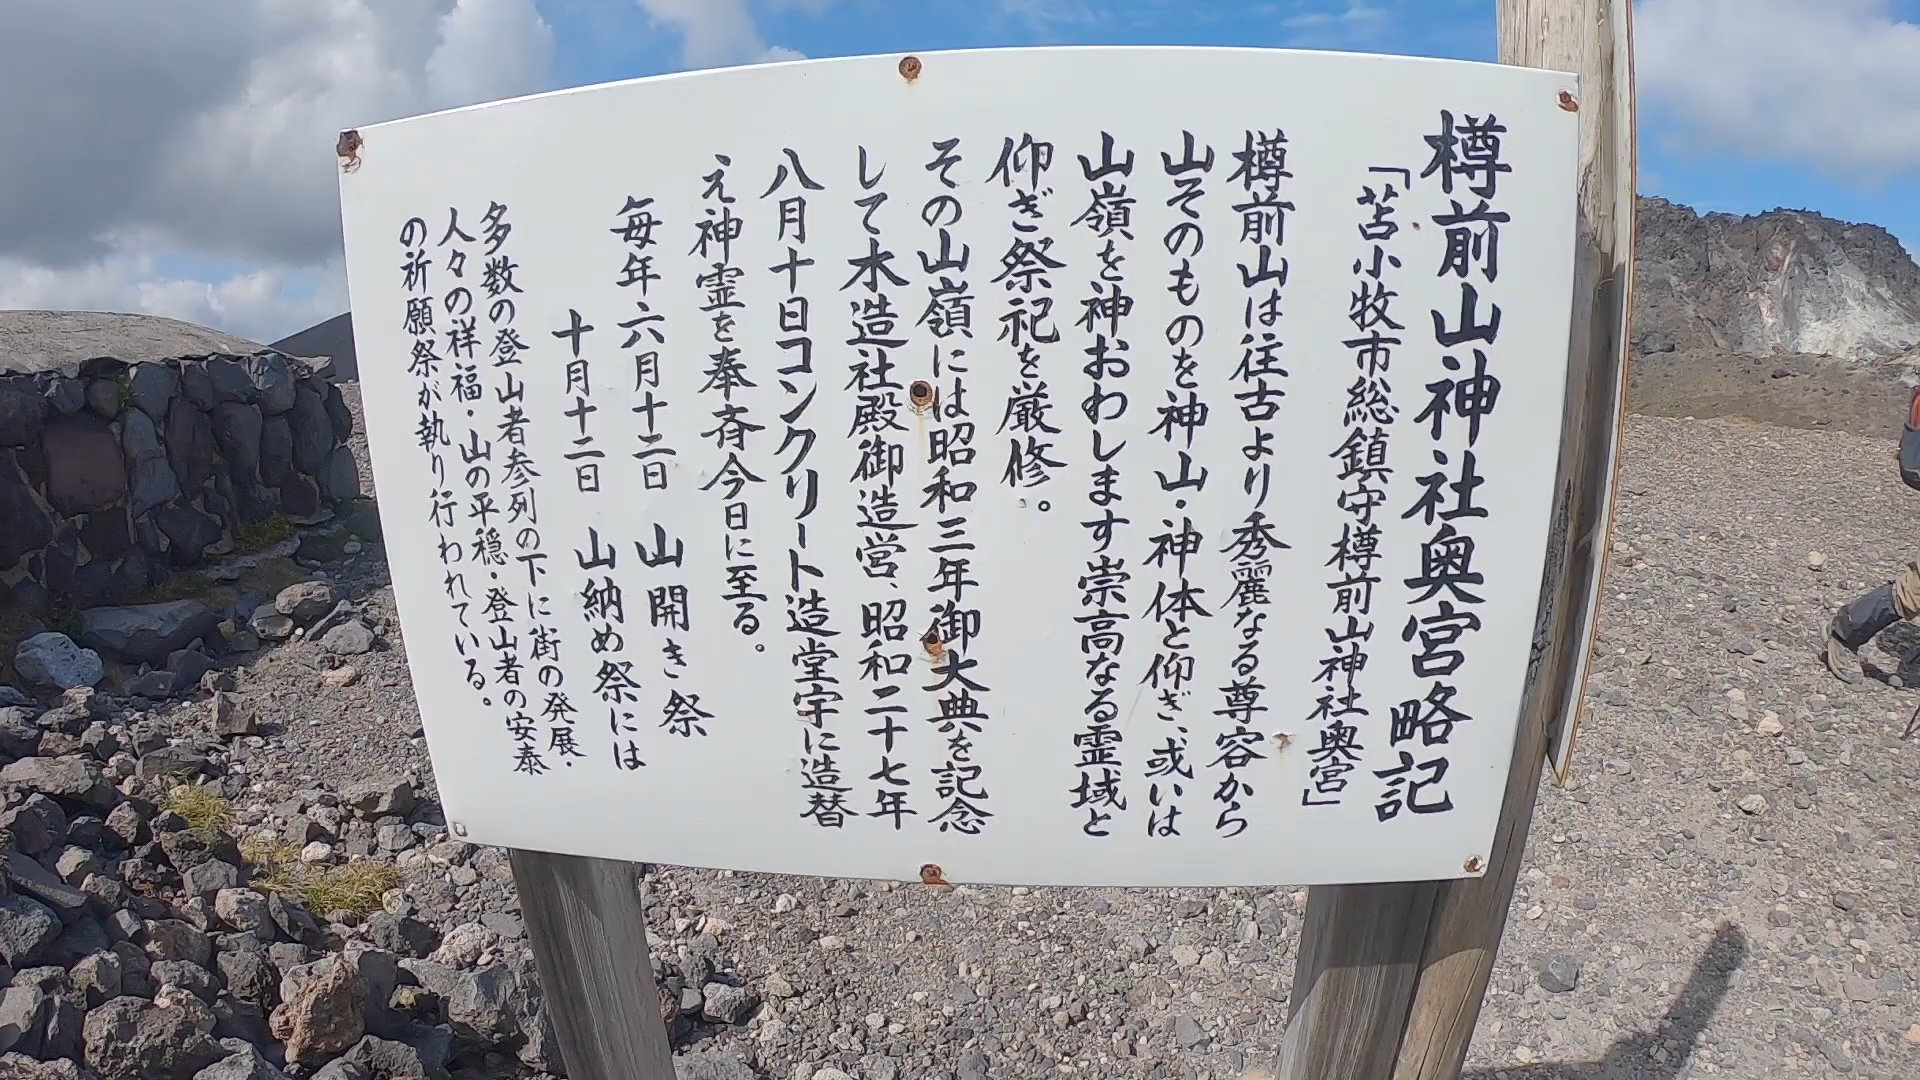 樽前山神社奥宮略記
「苫小牧市総鎮守樽前山神社奥宮」
樽前山は往古より秀麗なる尊容から
山そのものを神山・神体と仰ぎ、或いは
山嶺を神おわします崇高なる霊域と
仰ぎ祭祀を厳修。
その山嶺には昭和三年御大典を記念
して木造社殿御造営、昭和二十七年
八月十日コンクリート造堂宇に造替
え神霊を奉斉今日に至る。
毎年六月十二日 山開き祭
十月十二日 山納め祭には
多数の登山者参列の下に街の発展・
人々の祥福・山の平穏・登山者の安泰
の祈願祭が執り行われている。